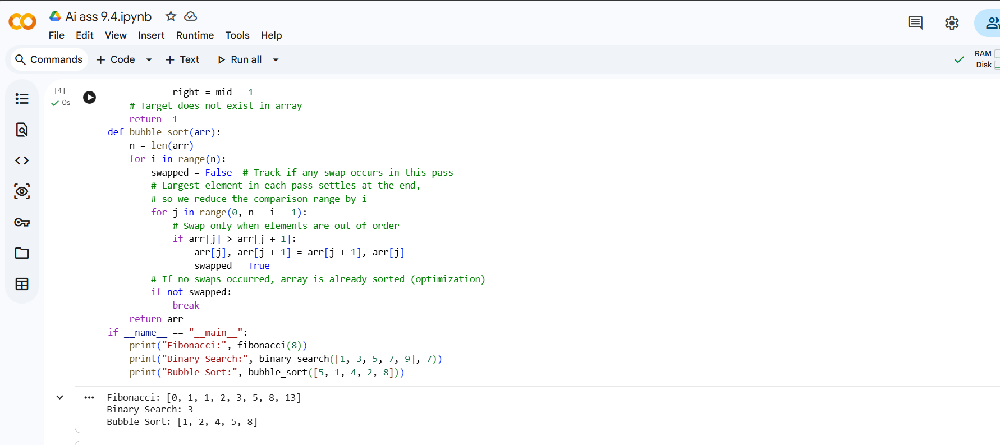 Ai ass 9.4.ipynb
File Edit View Insert Runtime Tools Help
Commands + Code + Text Run all
RAM
Disk
[4]
0s
right = mid - 1
# Target does not exist in array
return -1
def bubble_sort(arr):
n = len(arr)
for i in range(n):
swapped = False  # Track if any swap occurs in this pass
# Largest element in each pass settles at the end,
# so we reduce the comparison range by i
for j in range(0, n - i - 1):
# Swap only when elements are out of order
if arr[j] > arr[j + 1]:
arr[j], arr[j + 1] = arr[j + 1], arr[j]
swapped = True
# If no swaps occurred, array is already sorted (optimization)
if not swapped:
break
return arr
if __name__ == "__main__":
print("Fibonacci:", fibonacci(8))
print("Binary Search:", binary_search([1, 3, 5, 7, 9], 7))
print("Bubble Sort:", bubble_sort([5, 1, 4, 2, 8]))
Fibonacci: [0, 1, 1, 2, 3, 5, 8, 13]
Binary Search: 3
Bubble Sort: [1, 2, 4, 5, 8]